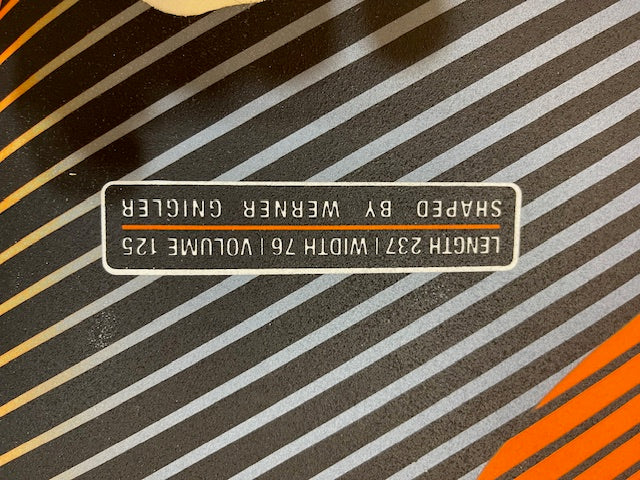 LENGTH 237 | WIDTH 76 | VOLUME 125
SHAPED BY WERNER GNIGLER